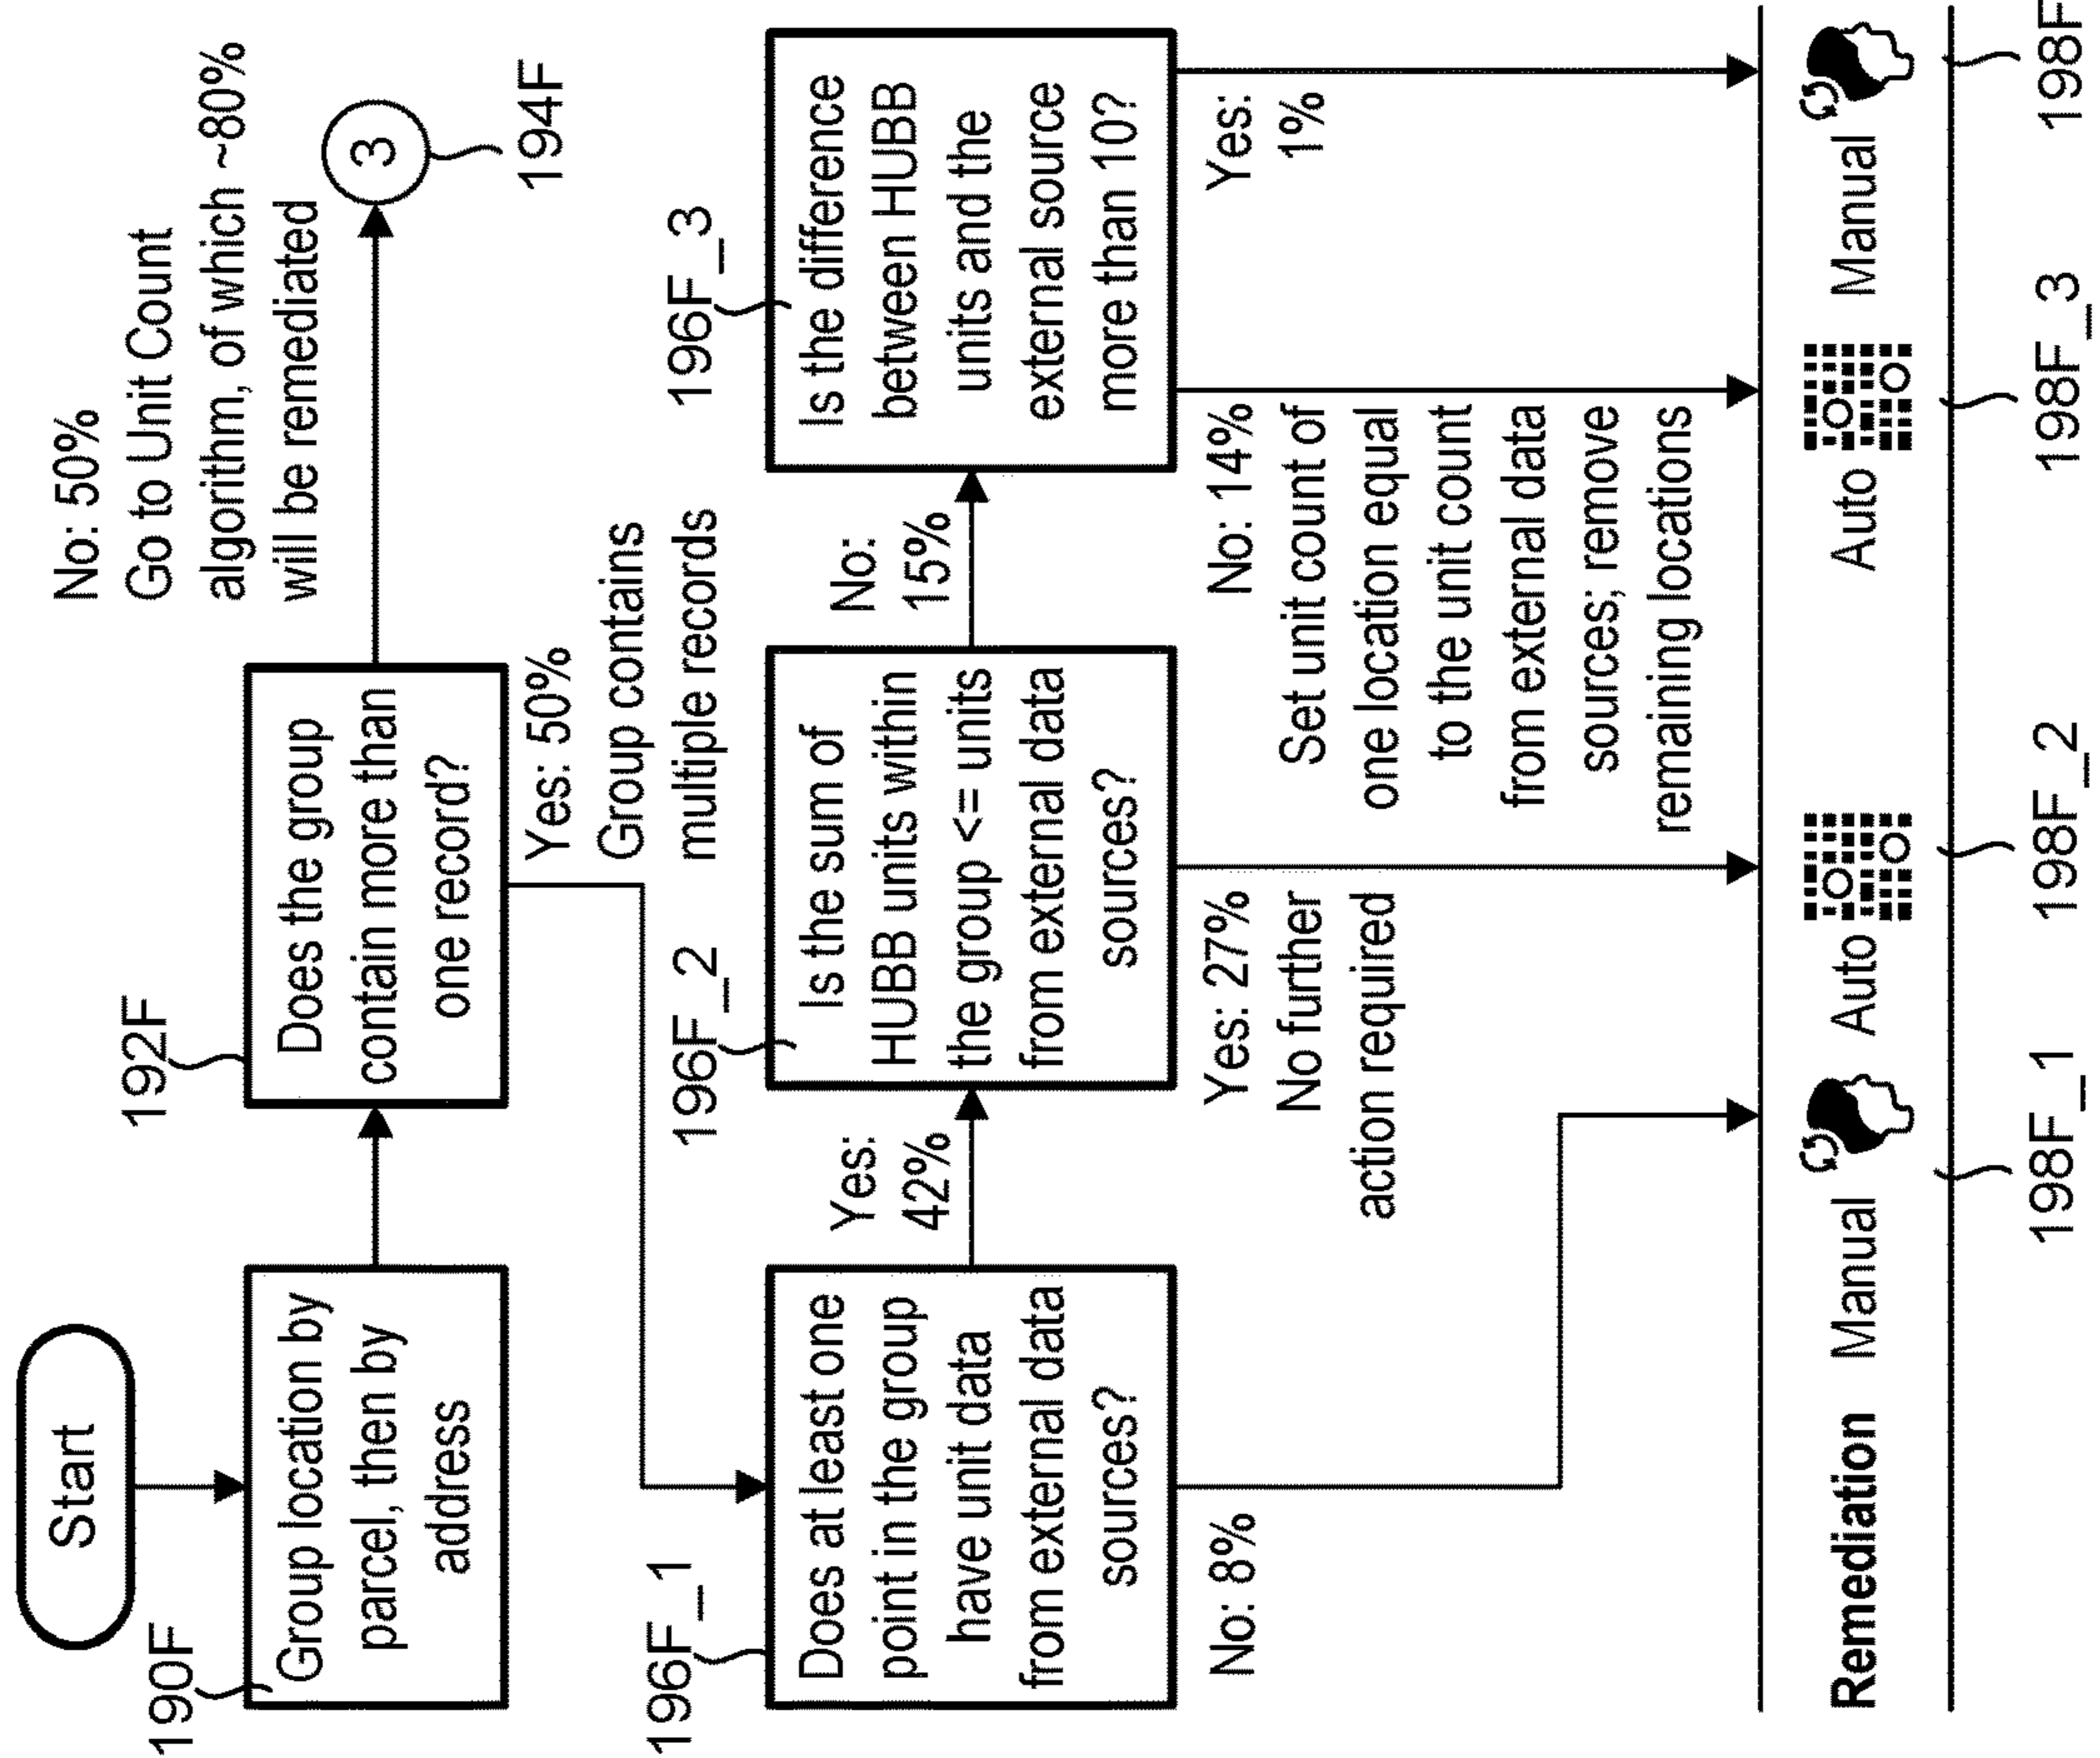 Start
190F
Group location by
parcel, then by
address
192F
Does the group
contain more than
one record?
No: 50%
Go to Unit Count
algorithm, of which ~80%
will be remediated
3
194F
Yes: 50%
Group contains
multiple records
196F_1
Does at least one
point in the group
have unit data
from external data
sources?
Yes:
42%
196F_2
Is the sum of
HUBB units within
the group <= units
from external data
sources?
No:
15%
196F_3
Is the difference
between HUBB
units and the
external source
more than 10?
No: 8%
Yes: 27%
No further
action required
No: 14%
Set unit count of
one location equal
to the unit count
from external data
sources; remove
remaining locations
Yes:
1%
Remediation
Manual
Auto
Auto
Manual
198F_1
198F_2
198F_3
198F